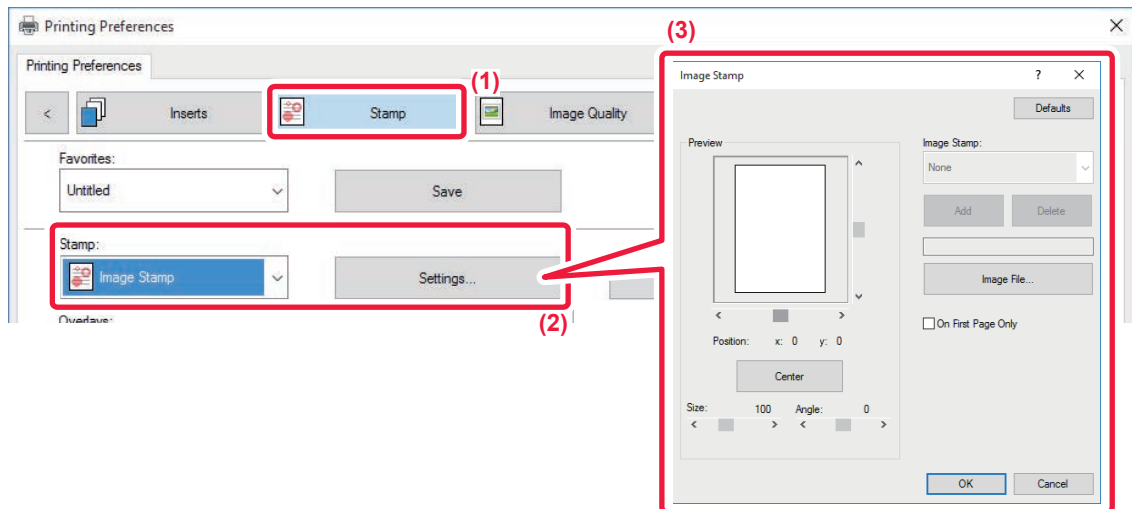 Printing Preferences
Printing Preferences
(1)
< Inserts Stamp Image Quality
Favorites:
Untitled Save
Stamp:
Image Stamp Settings...
(2)
Overlays:
(3)
Image Stamp ? ×
Defaults
Preview
Position: x: 0 y: 0
Center
Size: 100 Angle: 0
Image Stamp:
None
Add Delete
Image File...
On First Page Only
OK Cancel